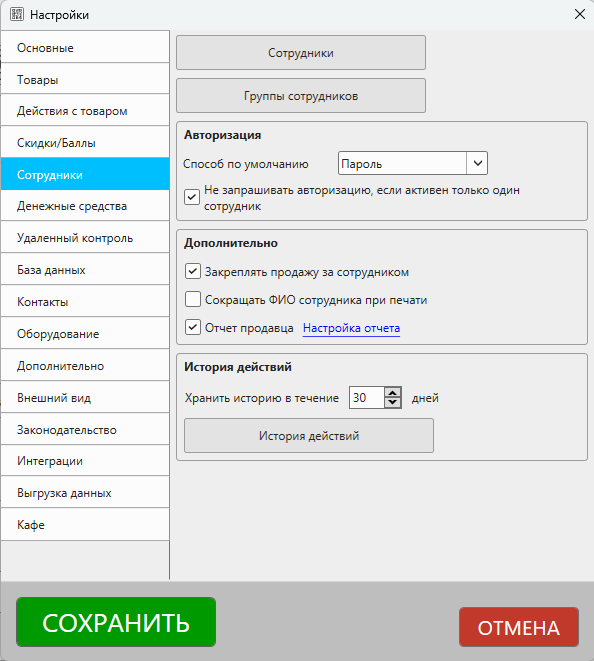 Настройки
Основные
Товары
Действия с товаром
Скидки/Баллы
Сотрудники
Денежные средства
Удаленный контроль
База данных
Контакты
Оборудование
Дополнительно
Внешний вид
Законодательство
Интеграции
Выгрузка данных
Кафе
Сотрудники
Группы сотрудников
Авторизация
Способ по умолчанию Пароль
Не запрашивать авторизацию, если активен только один
сотрудник
Дополнительно
Закреплять продажу за сотрудником
Сокращать ФИО сотрудника при печати
Отчет продавца Настройка отчета
История действий
Хранить историю в течение 30 дней
История действий
СОХРАНИТЬ
ОТМЕНА